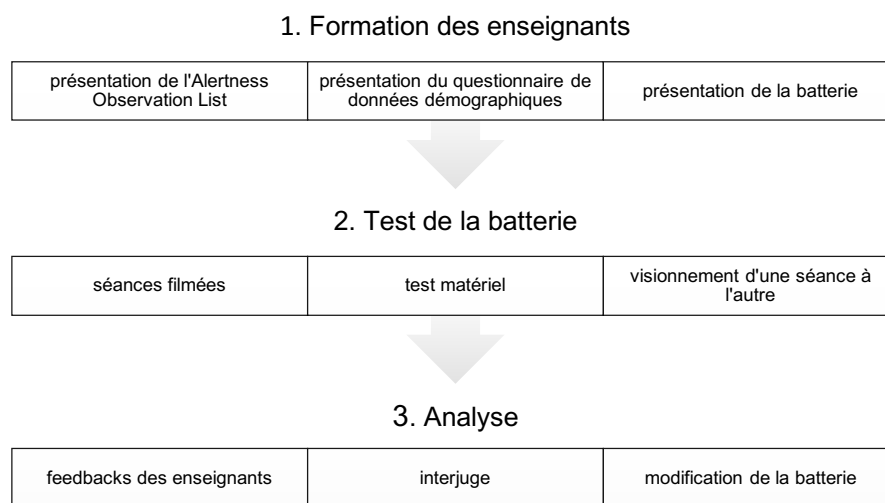 1. Formation des enseignants
présentation de l'Alertness
Observation List
présentation du questionnaire de
données démographiques
présentation de la batterie
2. Test de la batterie
séances filmées
test matériel
visionnement d'une séance à
l'autre
3. Analyse
feedbacks des enseignants
interjuge
modification de la batterie